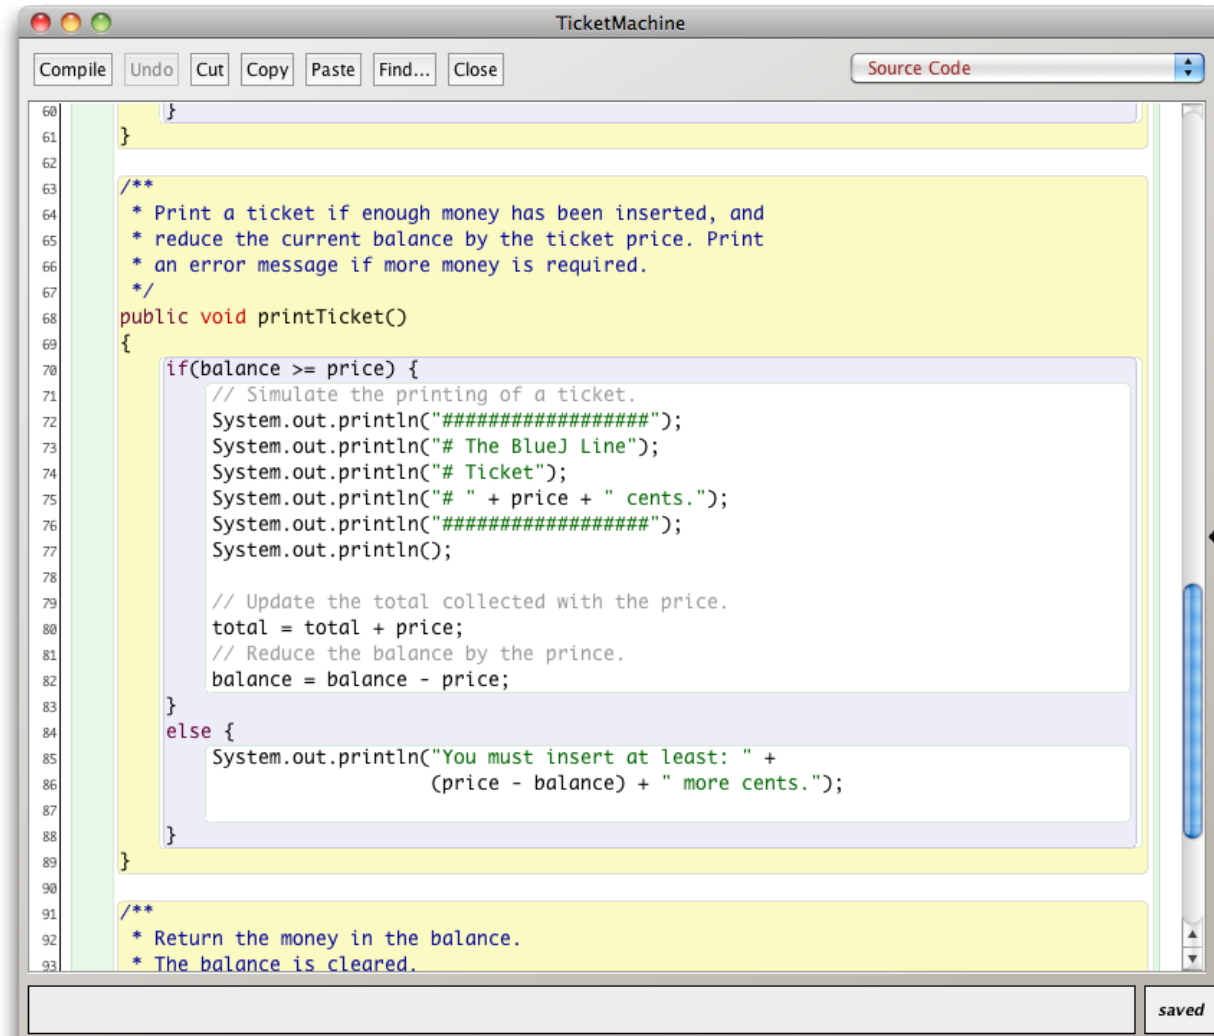 TicketMachine
Compile Undo Cut Copy Paste Find... Close Source Code
60 }
61 }
62
63 /**
64 * Print a ticket if enough money has been inserted, and
65 * reduce the current balance by the ticket price. Print
66 * an error message if more money is required.
67 */
68 public void printTicket()
69 {
70 if(balance >= price) {
71 // Simulate the printing of a ticket.
72 System.out.println("##################");
73 System.out.println("# The BlueJ Line");
74 System.out.println("# Ticket");
75 System.out.println("# " + price + " cents.");
76 System.out.println("##################");
77 System.out.println();
78
79 // Update the total collected with the price.
80 total = total + price;
81 // Reduce the balance by the prince.
82 balance = balance - price;
83 }
84 else {
85 System.out.println("You must insert at least: " +
86 (price - balance) + " more cents.");
87
88 }
89 }
90
91 /**
92 * Return the money in the balance.
93 * The balance is cleared.
saved